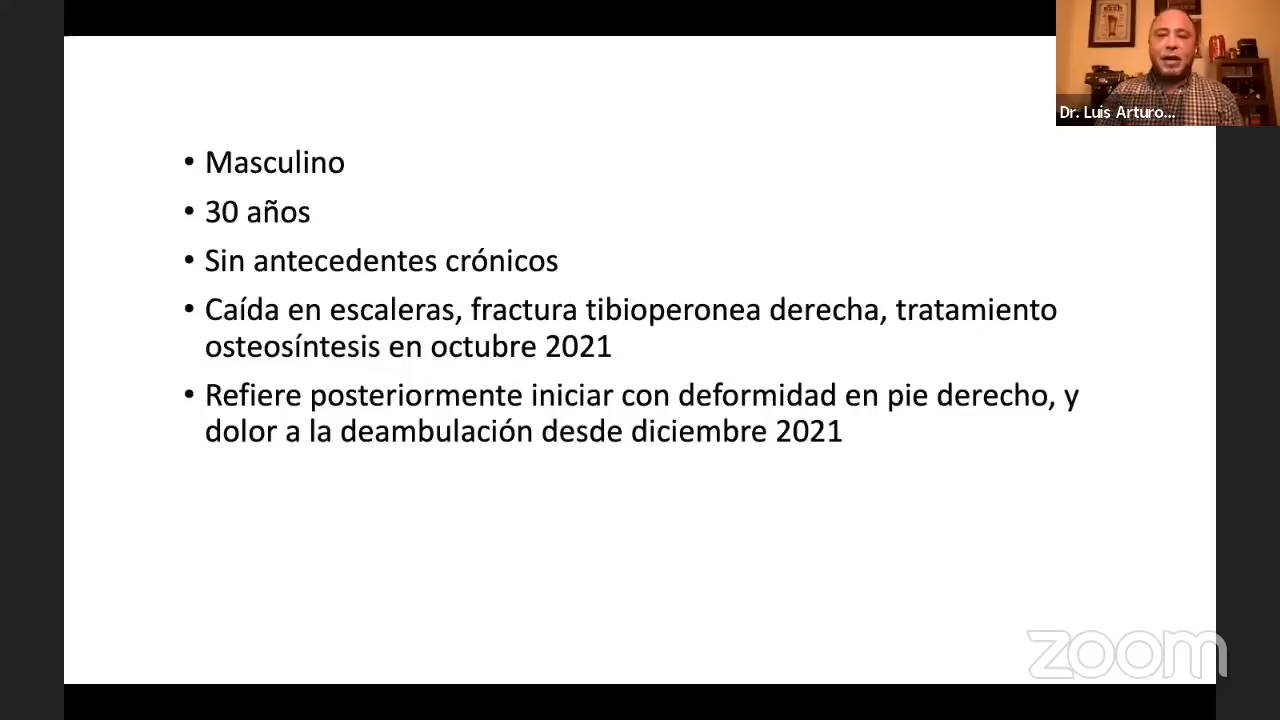 Dr. Luis Arturo...
• Masculino
• 30 años
• Sin antecedentes crónicos
• Caída en escaleras, fractura tibioperonea derecha, tratamiento
osteosíntesis en octubre 2021
• Refiere posteriormente iniciar con deformidad en pie derecho, y
dolor a la deambulación desde diciembre 2021
zoom